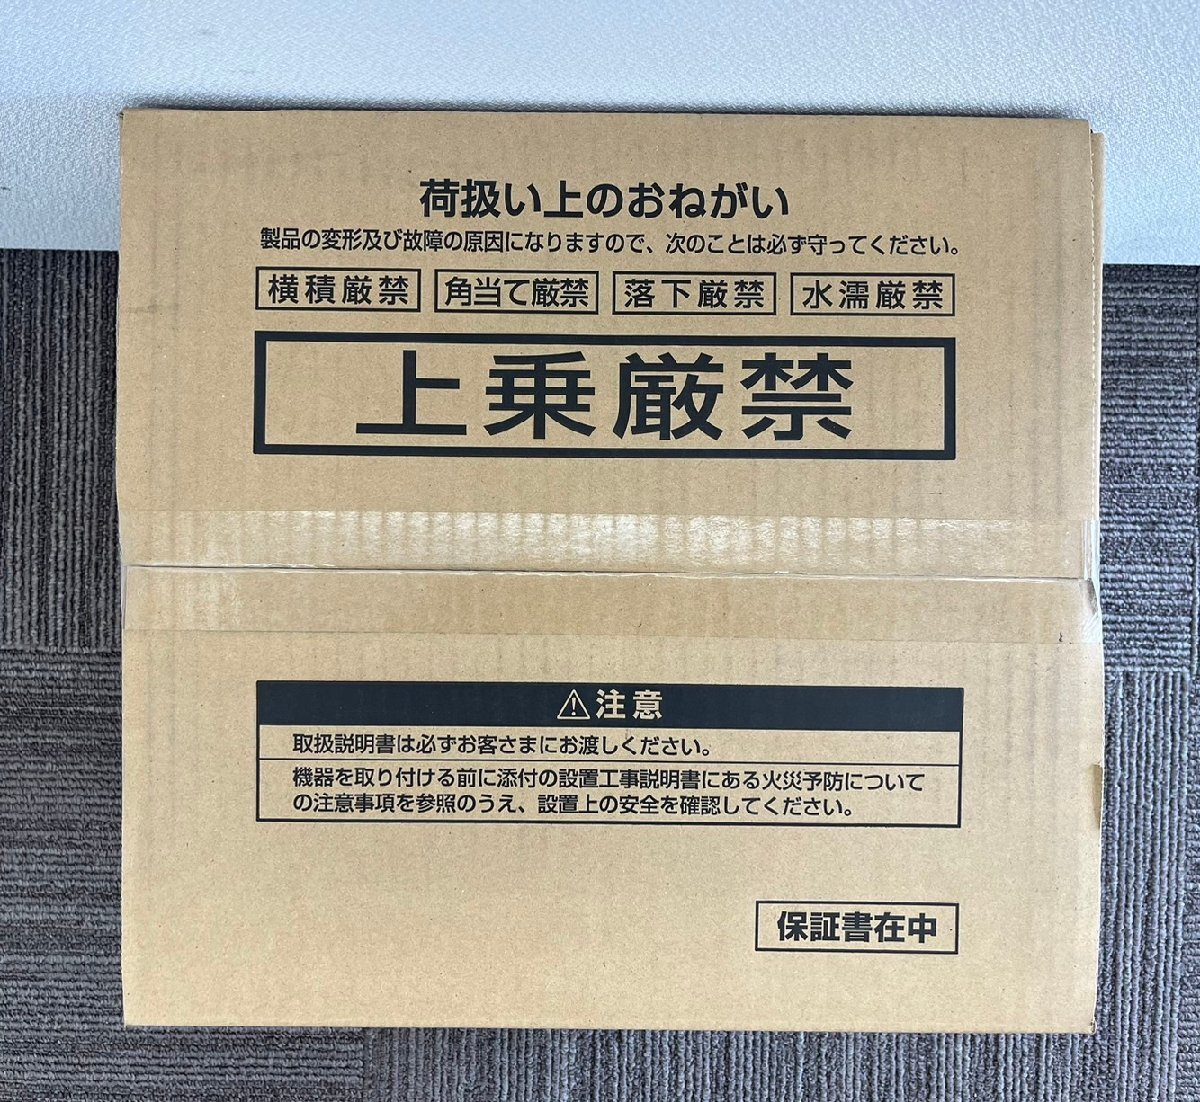 荷扱い上のおねがい
製品の変形及び故障の原因になりますので、次のことは必ず守ってください。
横積厳禁 角当て厳禁 落下厳禁 水濡厳禁
上乗厳禁
⚠注意
取扱説明書は必ずお客さまにお渡しください。
機器を取り付ける前に添付の設置工事説明書にある火災予防について
の注意事項を参照のうえ、設置上の安全を確認してください。
保証書在中